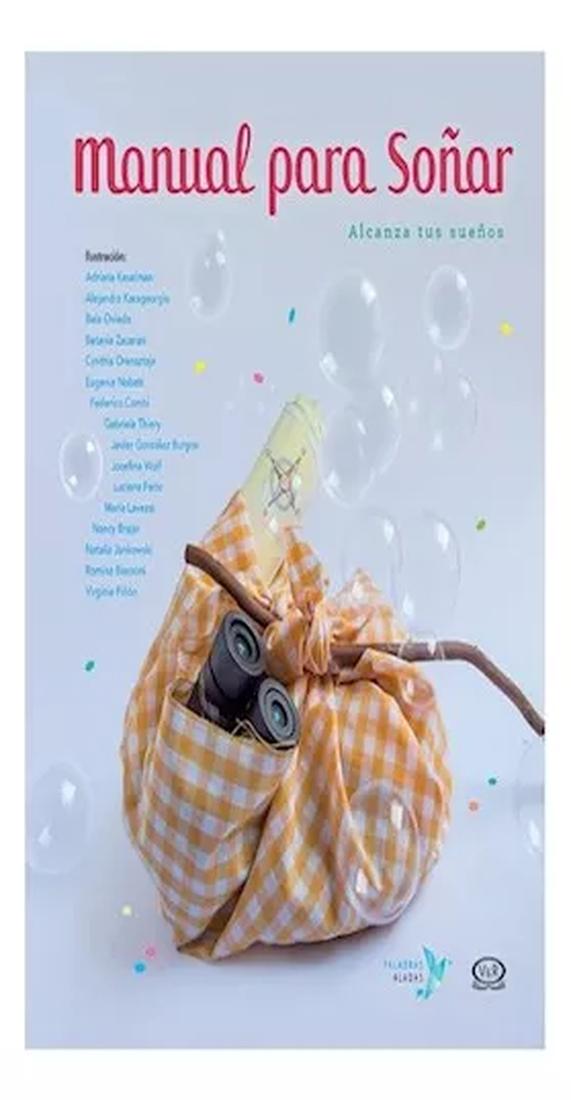 Manual para Soñar
Alcanza tus sueños
Ilustración:
Adriana Keselman
Alejandra Karageorgiu
Bela Oviedo
Betania Zacarias
Cynthia Orensztajn
Eugenia Nobati
Federico Combi
Gabriela Thiery
Javier González Burgos
Josefina Wolf
Luciana Feito
María Lavezzi
Nancy Brajer
Natalia Jankowski
Romina Biassoni
Virginia Piñón
PALABRAS
ALADAS
V&R